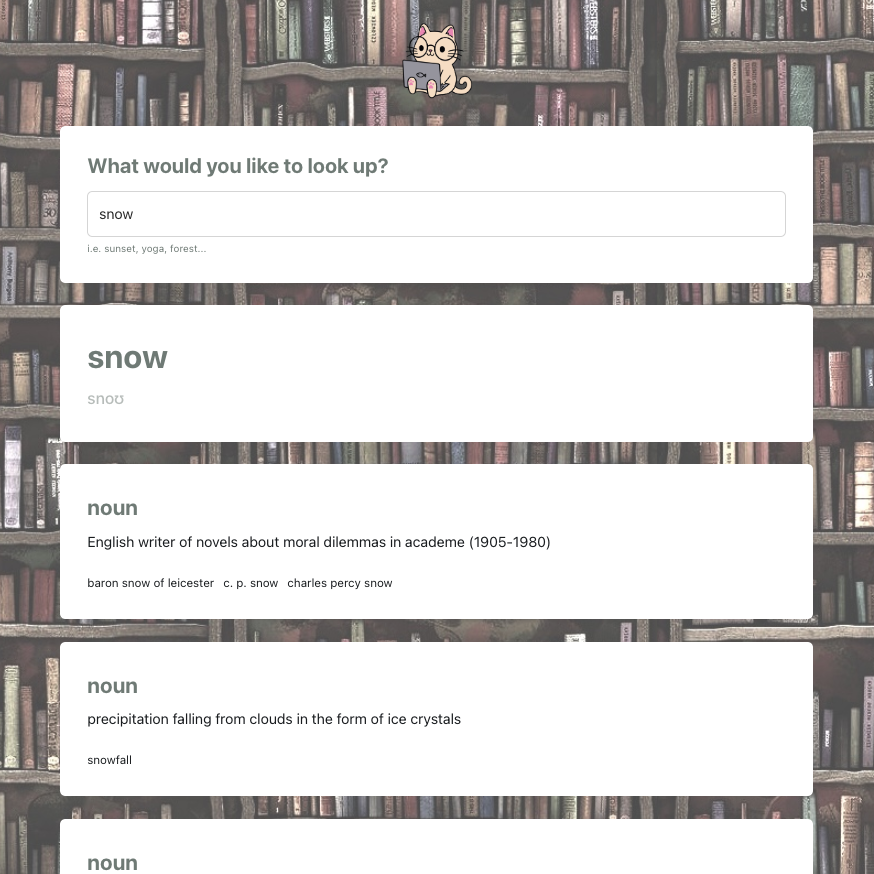 What would you like to look up?
snow
i.e. sunset, yoga, forest...
snow
snoʊ
noun
English writer of novels about moral dilemmas in academe (1905-1980)
baron snow of leicester c. p. snow charles percy snow
noun
precipitation falling from clouds in the form of ice crystals
snowfall
noun